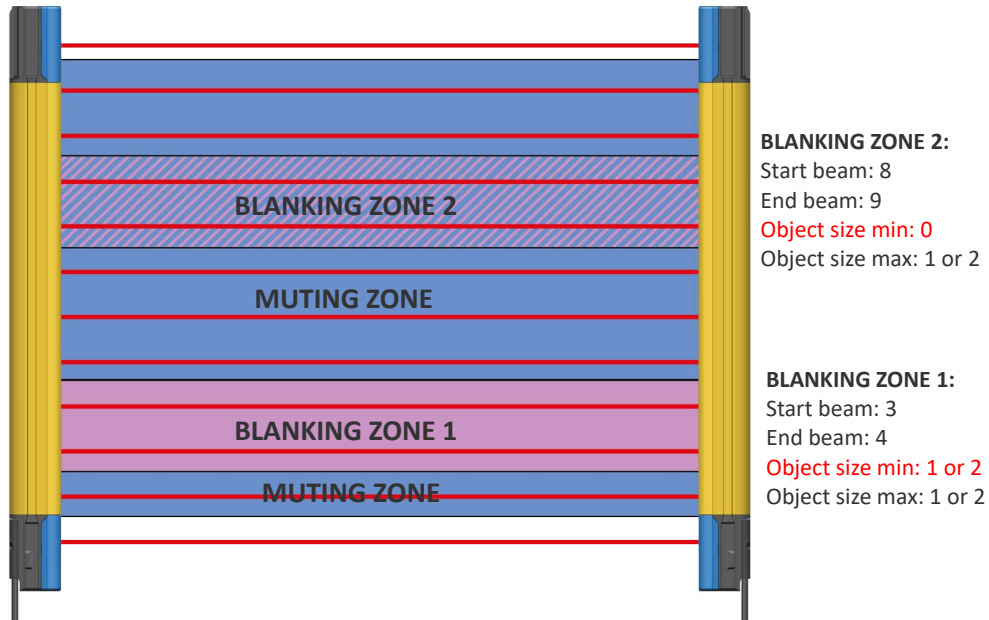 BLANKING ZONE 2:
Start beam: 8
End beam: 9
Object size min: 0
Object size max: 1 or 2
BLANKING ZONE 2
MUTING ZONE
BLANKING ZONE 1:
Start beam: 3
End beam: 4
Object size min: 1 or 2
Object size max: 1 or 2
BLANKING ZONE 1
MUTING ZONE